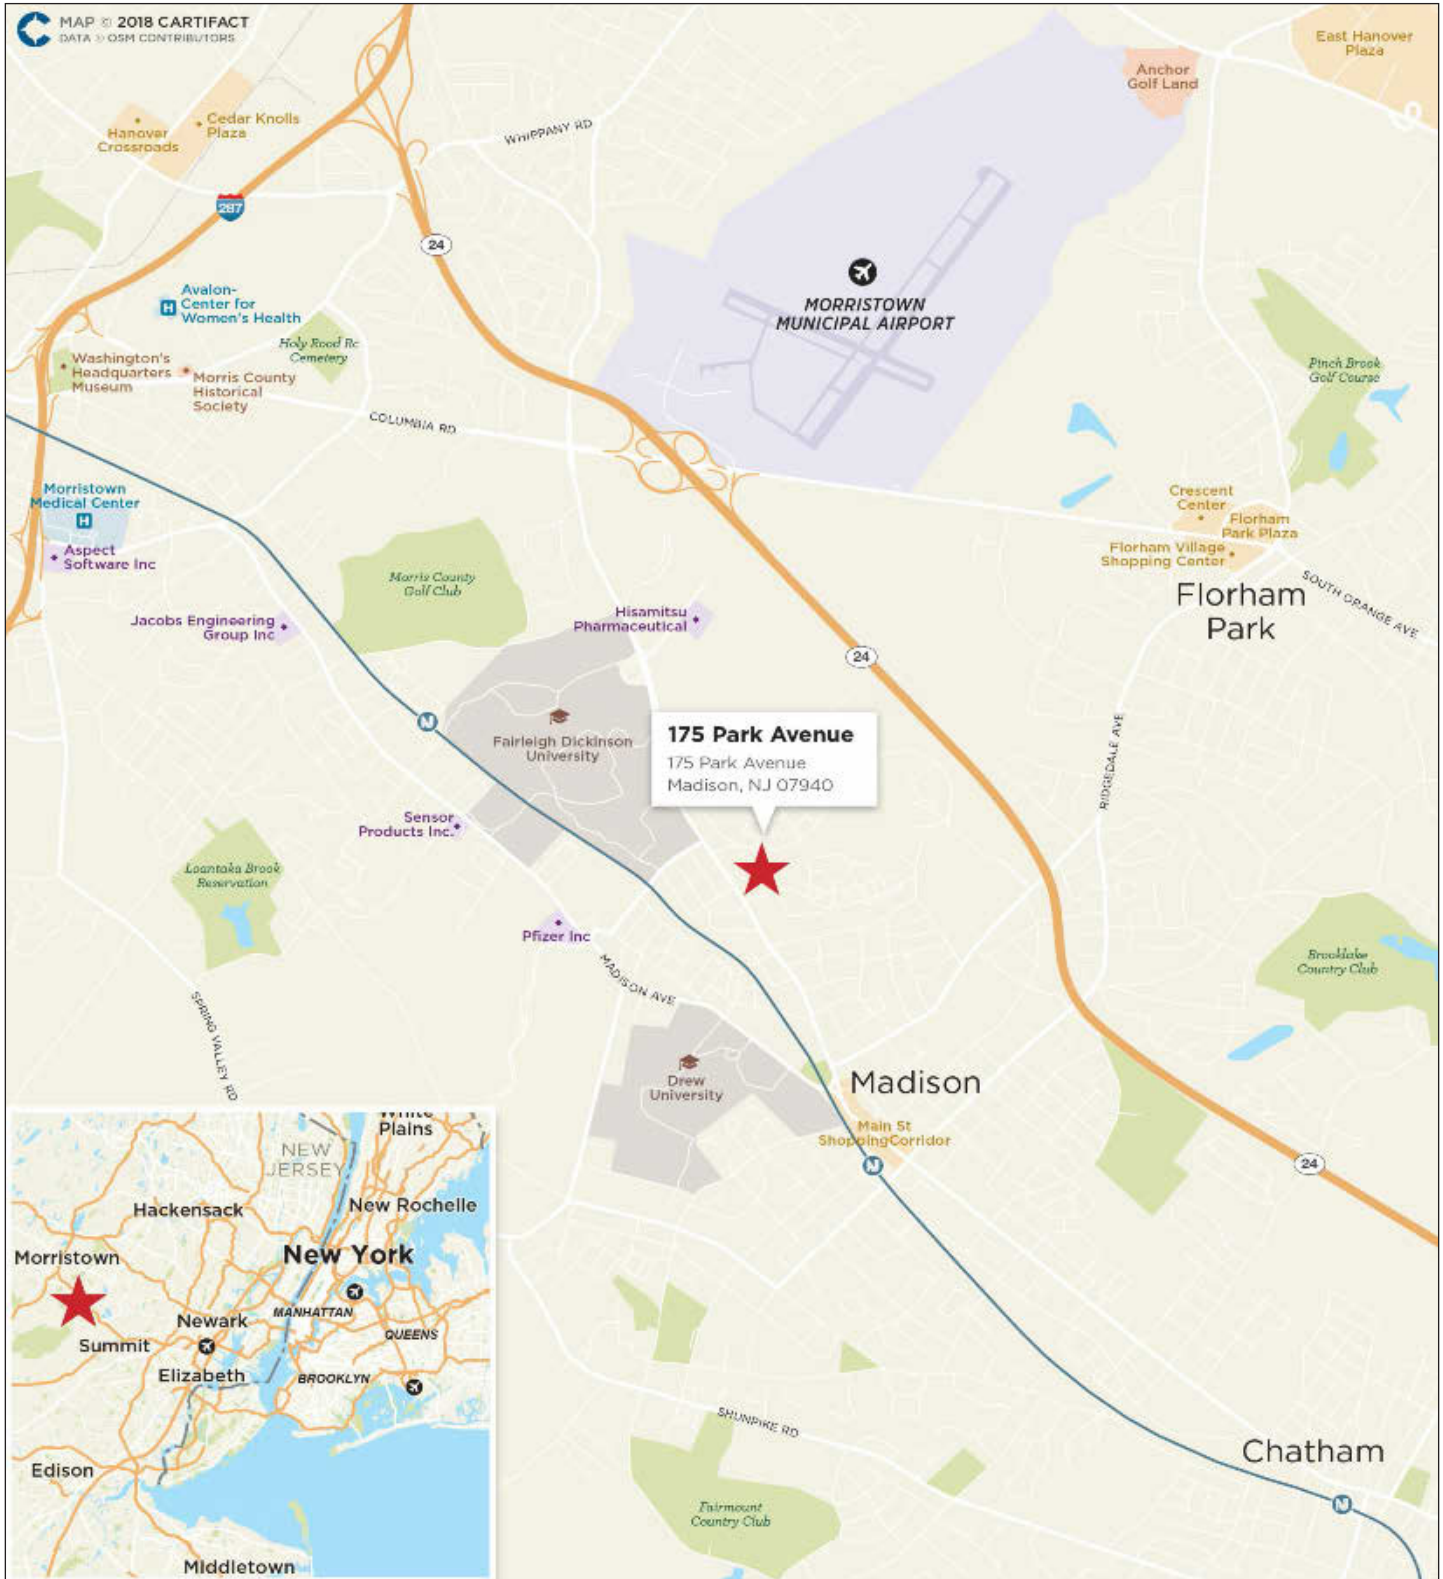 MAP © 2018 CARTIFACT
DATA © OSM CONTRIBUTORS
East Hanover
Plaza
Anchor
Golf Land
Cedar Knolls
Plaza
Hanover
Crossroads
WHIPPANY RD
287
24
MORRISTOWN
MUNICIPAL AIRPORT
Avalon-
Center for
Women's Health
H
Holy Rood Rc
Cemetery
Washington's
Headquarters
Museum
Morris County
Historical
Society
Pinch Brook
Golf Course
COLUMBIA RD
Morristown
Medical Center
H
Crescent
Center
Florham
Park Plaza
Florham Village
Shopping Center
Aspect
Software Inc
Morris County
Golf Club
SOUTH ORANGE AVE
Florham
Park
Jacobs Engineering
Group Inc
Hisamitsu
Pharmaceutical
24
N
Fairleigh Dickinson
University
175 Park Avenue
175 Park Avenue
Madison, NJ 07940
RIDGEDALE AVE
Sensor
Products Inc.
Loantaka Brook
Reservation
Pfizer Inc
MADISON AVE
Brooklake
Country Club
SPRING VALLEY RD
Drew
University
Madison
Main St
ShoppingCorridor
N
24
White
Plains
NEW
JERSEY
Hackensack
New Rochelle
Morristown
New York
MANHATTAN
Newark
QUEENS
Summit
Elizabeth
BROOKLYN
Edison
Middletown
SHUNPIKE RD
Chatham
N
Fairmount
Country Club